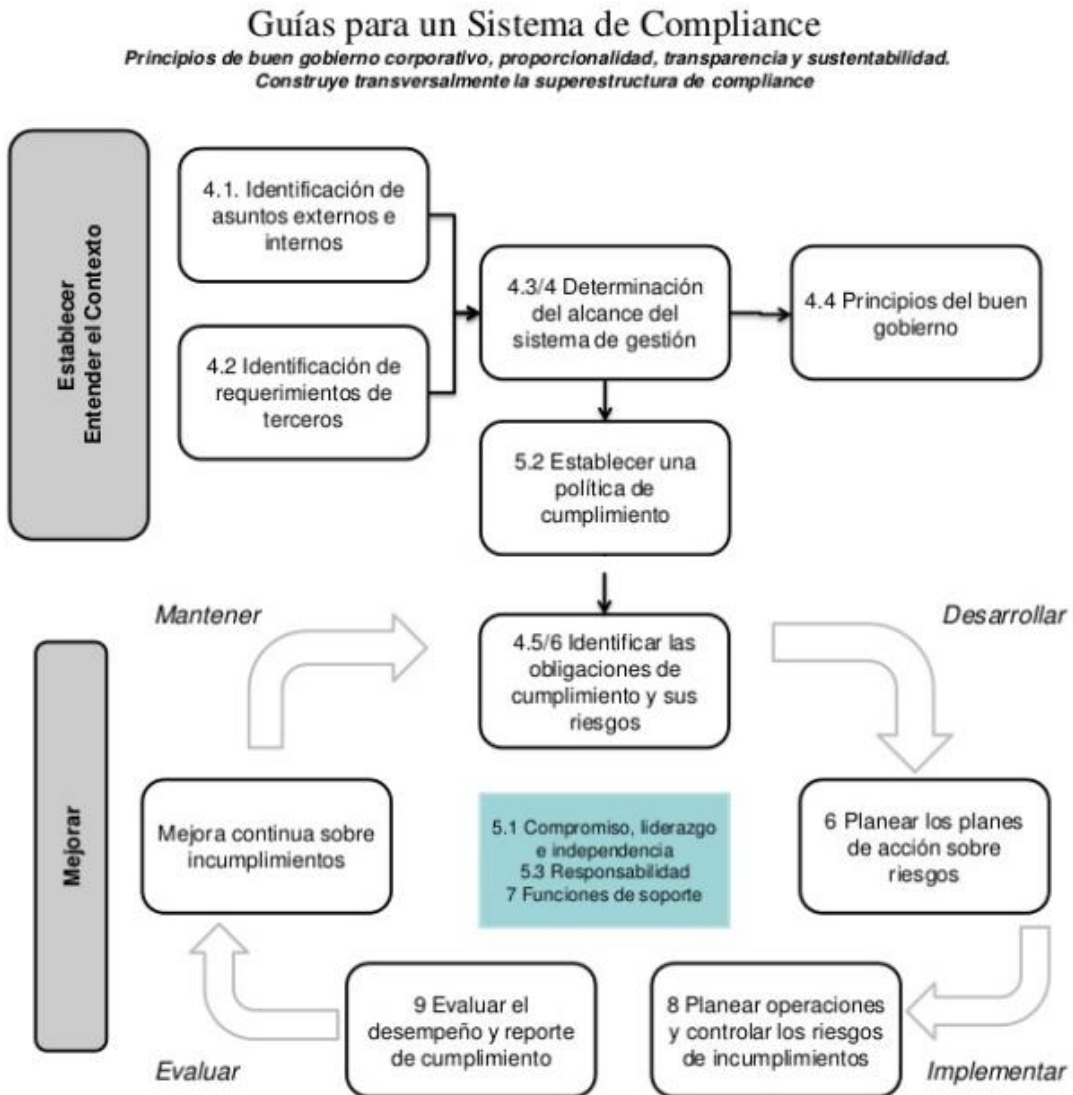 Guías para un Sistema de Compliance
Principios de buen gobierno corporativo, proporcionalidad, transparencia y sustentabilidad.
Construye transversalmente la superestructura de compliance
Establecer
Entender el Contexto
4.1. Identificación de
asuntos externos e
internos
4.2 Identificación de
requerimientos de
terceros
4.3/4 Determinación
del alcance del
sistema de gestión
4.4 Principios del buen
gobierno
5.2 Establecer una
política de
cumplimiento
Mantener
Desarrollar
4.5/6 Identificar las
obligaciones de
cumplimiento y sus
riesgos
Mejorar
Mejora continua sobre
incumplimientos
5.1 Compromiso, liderazgo
e independencia
5.3 Responsabilidad
7 Funciones de soporte
6 Planear los planes
de acción sobre
riesgos
9 Evaluar el
desempeño y reporte
de cumplimiento
8 Planear operaciones
y controlar los riesgos
de incumplimientos
Evaluar
Implementar